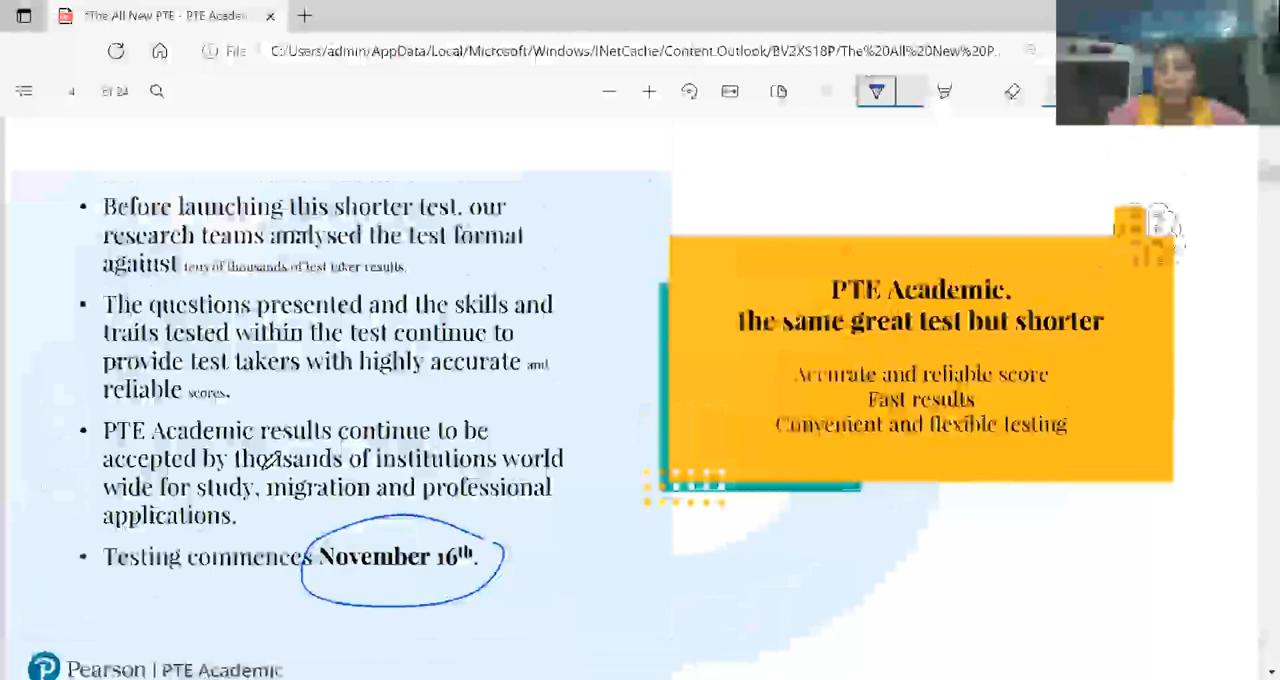 "The All New PTE - PTE Academ
File C:/Users/admin/AppData/Local/Microsoft/Windows/INetCache/Content.Outlook/BV2XS18P/The%20All%20New%20P...
4 of 24
• Before launching this shorter test, our
research teams analysed the test format
against tens of thousands of test taker results.
• The questions presented and the skills and
traits tested within the test continue to
provide test takers with highly accurate and
reliable scores.
• PTE Academic results continue to be
accepted by thousands of institutions world
wide for study, migration and professional
applications.
• Testing commences November 16th.
Pearson | PTE Academic
PTE Academic.
The same great test but shorter
Accurate and reliable score
Fast results
Convenient and flexible testing